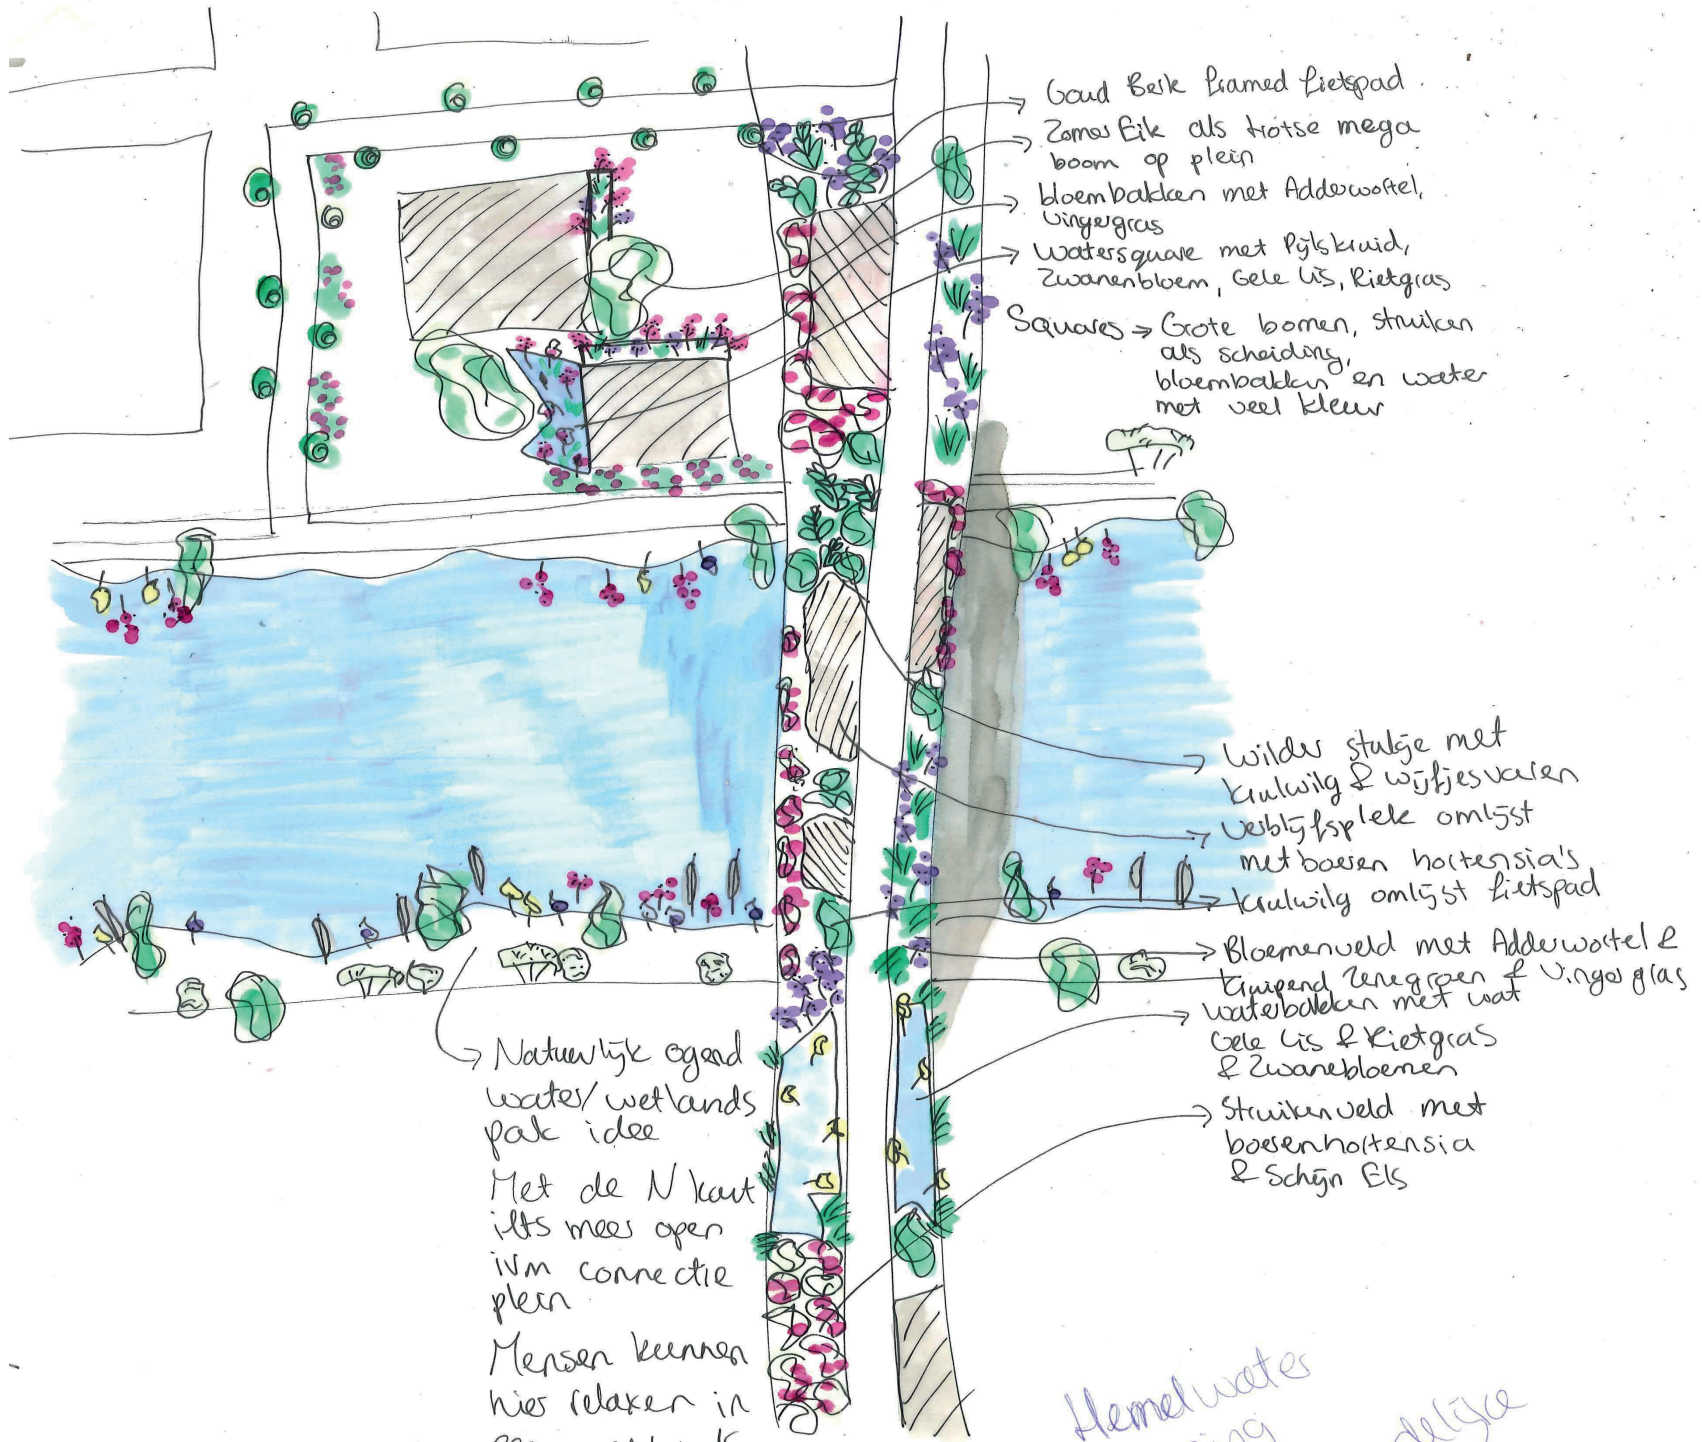 Goud Berk framed fietspad
Zomer Eik als trotse mega
boom op plein
bloembakken met Adderwortel,
vingergras
Watersquare met Pijlskruid,
Zwanenbloem, Gele Lis, Rietgras
Squares → Grote bomen, struiken
als scheiding,
bloembakken en water
met veel kleur
Wilder stukje met
krulwilg & wijfjesvaren
Verblijfsplek omlijst
met boeren hortensia's
krulwilg omlijst fietspad
Bloemenveld met Adderwortel &
kruipend Zenegroen & Vingergras
waterbakken met wat
Gele Lis & Rietgras
& Zwanebloemen
Struikenveld met
boerenhortensia
& Schijn Els
Natuurlijk ogend
water/wetlands
park idee
Met de N kant
iets meer open
ivm connectie
plein
Mensen kunnen
hier relaxen in
Hemelwater